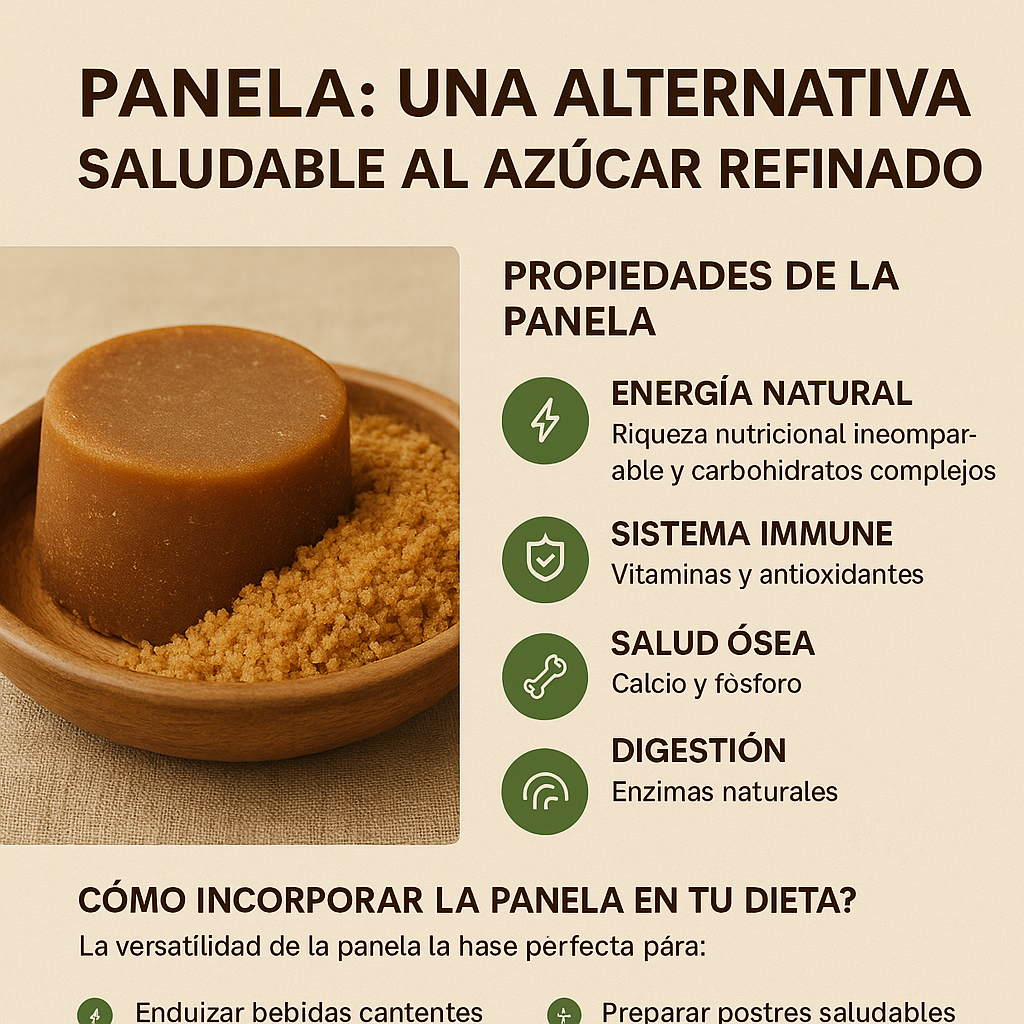 PANELA: UNA ALTERNATIVA
SALUDABLE AL AZÚCAR REFINADO
PROPIEDADES DE LA
PANELA
ENERGÍA NATURAL
Riqueza nutricional ineompar-
able y carbohidratos complejos
SISTEMA IMMUNE
Vitaminas y antioxidantes
SALUD ÓSEA
Calcio y fòsforo
DIGESTIÓN
Enzimas naturales
CÓMO INCORPORAR LA PANELA EN TU DIETA?
La versatílidad de la panela la hase pėrfecta pára:
Enduizar bebidas cantentes
Preparar postres saludables